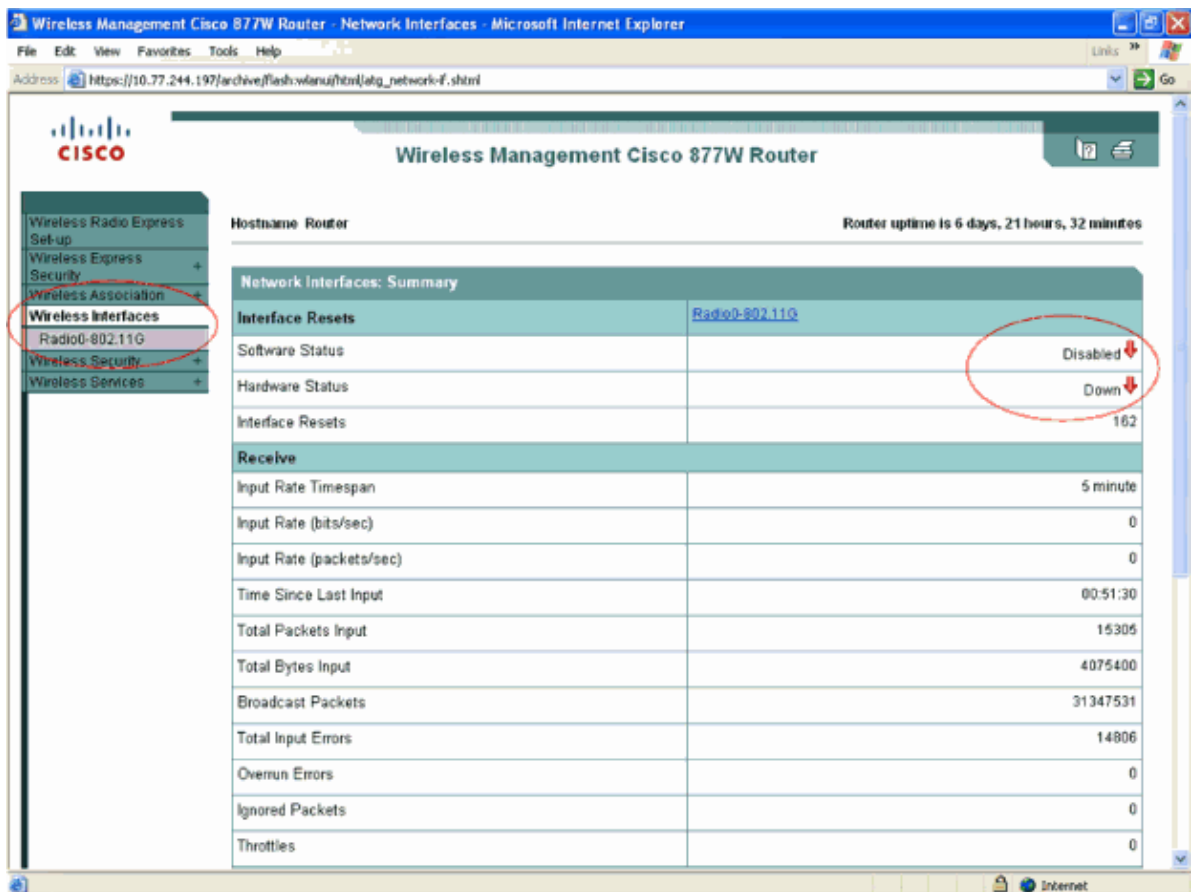 Wireless Management Cisco 877W Router - Network Interfaces - Microsoft Internet Explorer
File Edit View Favorites Tools Help Links »
Address https://10.77.244.197/archive/flash:wlanui/html/atg_network-if.shtml Go
CISCO
Wireless Management Cisco 877W Router
Wireless Radio Express
Set-up
Wireless Express
Security +
Wireless Association +
Wireless Interfaces
Radio0-802.11G
Wireless Security +
Wireless Services +
Hostname Router Router uptime is 6 days, 21 hours, 32 minutes
Network Interfaces: Summary
Interface Resets Radio0-802.11G
Software Status Disabled
Hardware Status Down
Interface Resets 162
Receive
Input Rate Timespan 5 minute
Input Rate (bits/sec) 0
Input Rate (packets/sec) 0
Time Since Last Input 00:51:30
Total Packets Input 15305
Total Bytes Input 4075400
Broadcast Packets 31347531
Total Input Errors 14806
Overrun Errors 0
Ignored Packets 0
Throttles 0
Internet